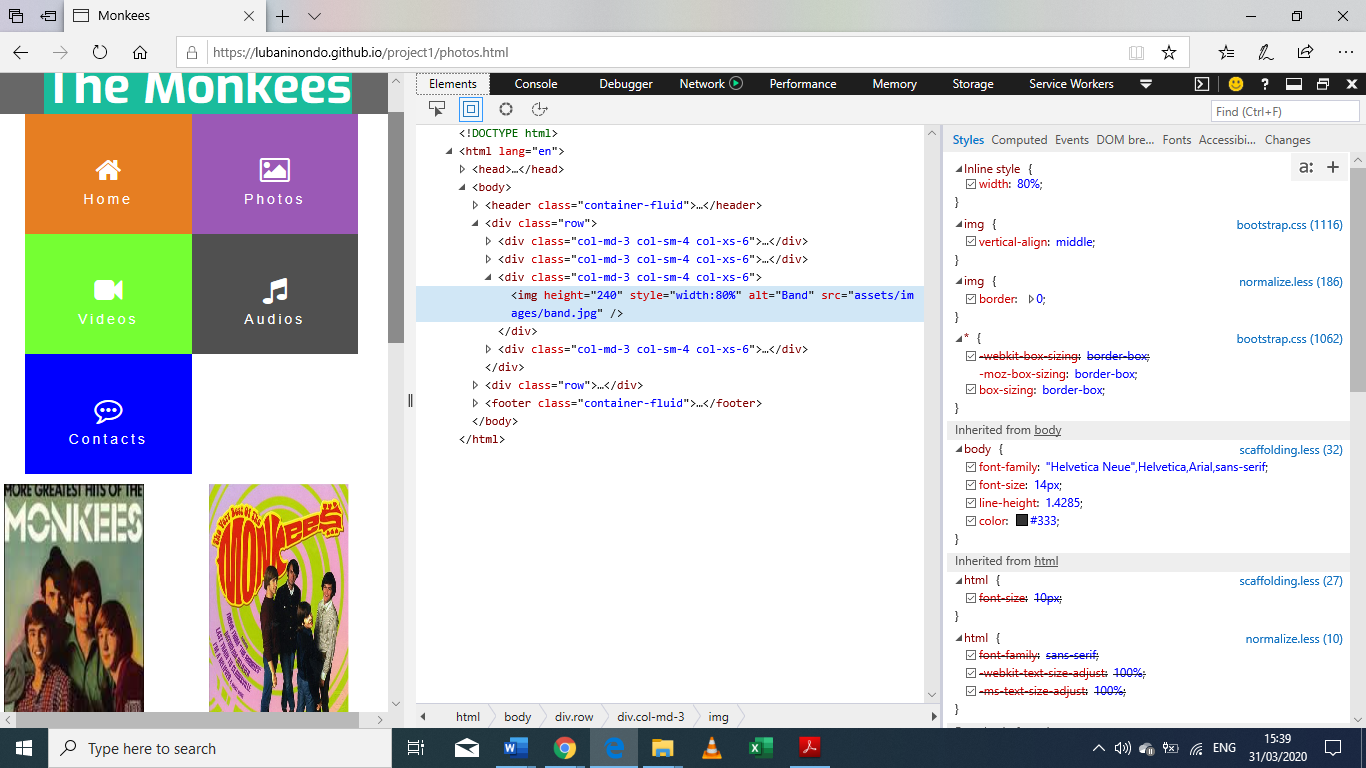 Monkees
https://lubaninondo.github.io/project1/photos.html
The Monkees
Home
Photos
Videos
Audios
Contacts
MORE GREATEST HITS OF THE
MONKEES
The Very Best Of The
MONKEES
Elements Console Debugger Network Performance Memory Storage Service Workers
Find (Ctrl+F)
<!DOCTYPE html>
<html lang="en">
<head>…</head>
<body>
<header class="container-fluid">…</header>
<div class="row">
<div class="col-md-3 col-sm-4 col-xs-6">…</div>
<div class="col-md-3 col-sm-4 col-xs-6">…</div>
<div class="col-md-3 col-sm-4 col-xs-6">
<img height="240" style="width:80%" alt="Band" src="assets/im
ages/band.jpg" />
</div>
<div class="col-md-3 col-sm-4 col-xs-6">…</div>
</div>
<div class="row">…</div>
<footer class="container-fluid">…</footer>
</body>
</html>
html body div.row div.col-md-3 img
Styles Computed Events DOM bre... Fonts Accessibi... Changes
a: +
Inline style {
width: 80%;
}
img { bootstrap.css (1116)
vertical-align: middle;
}
img { normalize.less (186)
border: 0;
}
* { bootstrap.css (1062)
-webkit-box-sizing: border-box;
-moz-box-sizing: border-box;
box-sizing: border-box;
}
Inherited from body
body { scaffolding.less (32)
font-family: "Helvetica Neue",Helvetica,Arial,sans-serif;
font-size: 14px;
line-height: 1.4285;
color: #333;
}
Inherited from html
html { scaffolding.less (27)
font-size: 10px;
}
html { normalize.less (10)
font-family: sans-serif;
-webkit-text-size-adjust: 100%;
-ms-text-size-adjust: 100%;
}
Type here to search
ENG
15:39
31/03/2020